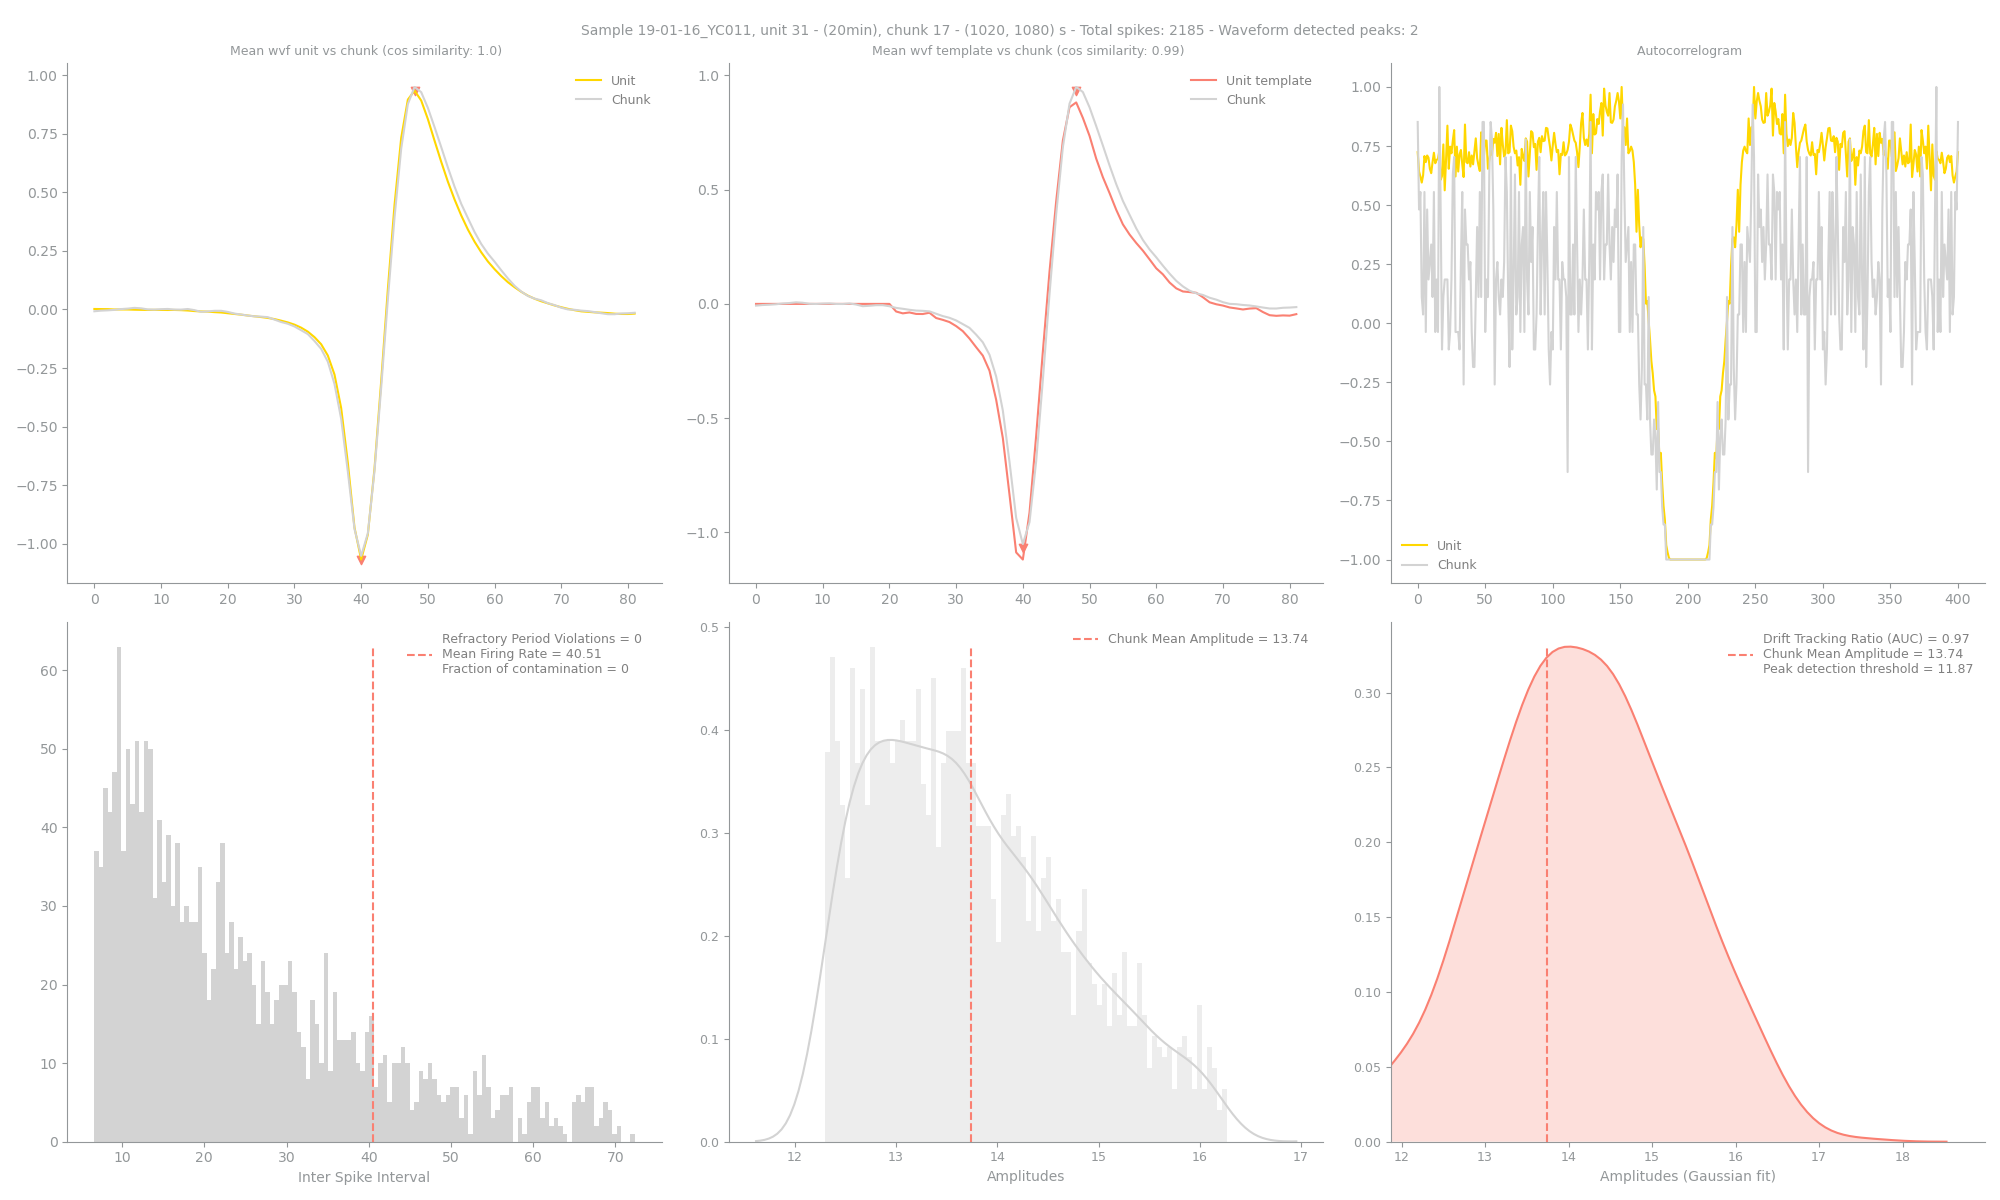 Sample 19-01-16_YC011, unit 31 - (20min), chunk 17 - (1020, 1080) s - Total spikes: 2185 - Waveform detected peaks: 2
Mean wvf unit vs chunk (cos similarity: 1.0)
1.00
0.75
0.50
0.25
0.00
−0.25
−0.50
−0.75
−1.00
0 10 20 30 40 50 60 70 80
Unit
Chunk
Mean wvf template vs chunk (cos similarity: 0.99)
1.0
0.5
0.0
−0.5
−1.0
0 10 20 30 40 50 60 70 80
Unit template
Chunk
Autocorrelogram
1.00
0.75
0.50
0.25
0.00
−0.25
−0.50
−0.75
−1.00
0 50 100 150 200 250 300 350 400
Unit
Chunk
60
50
40
30
20
10
0
10 20 30 40 50 60 70
Inter Spike Interval
Refractory Period Violations = 0
Mean Firing Rate = 40.51
Fraction of contamination = 0
0.5
0.4
0.3
0.2
0.1
0.0
12 13 14 15 16 17
Amplitudes
Chunk Mean Amplitude = 13.74
0.30
0.25
0.20
0.15
0.10
0.05
0.00
12 13 14 15 16 17 18
Amplitudes (Gaussian fit)
Drift Tracking Ratio (AUC) = 0.97
Chunk Mean Amplitude = 13.74
Peak detection threshold = 11.87